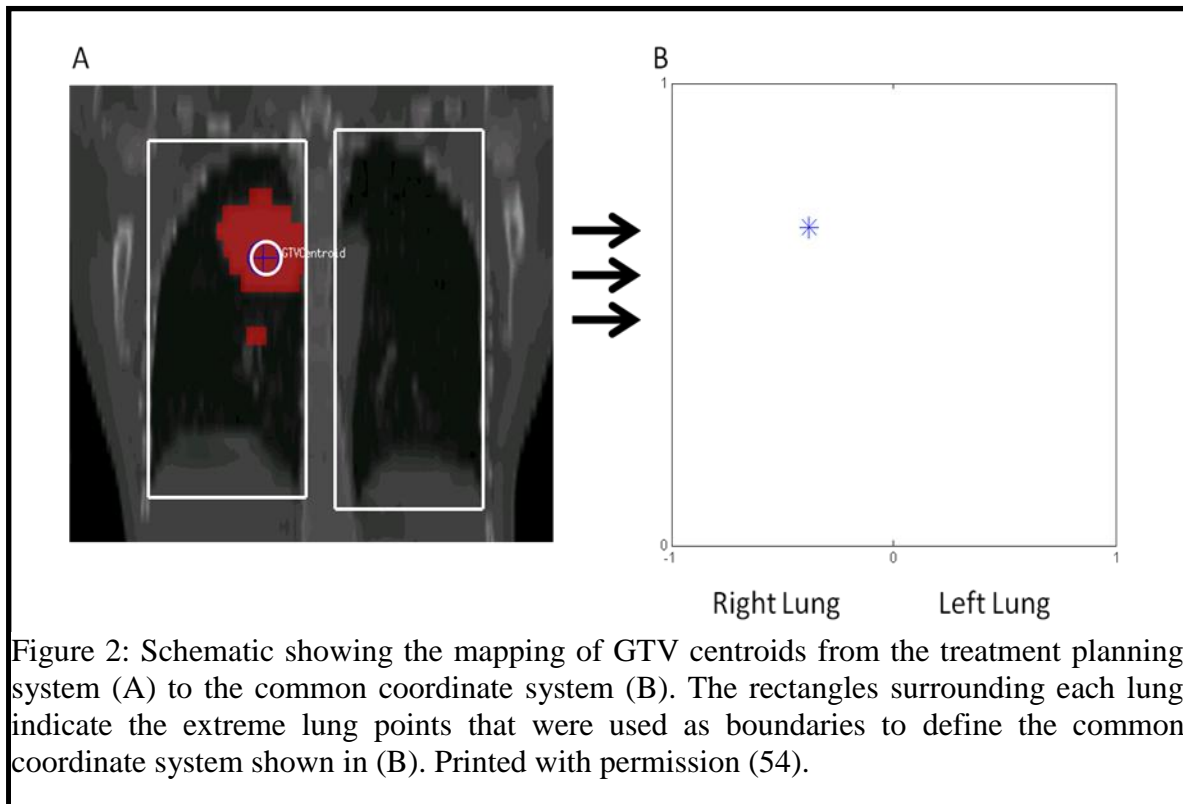 A
B
GTVCentroid
1
0
-1
0
1
Right Lung
Left Lung
Figure 2: Schematic showing the mapping of GTV centroids from the treatment planning
system (A) to the common coordinate system (B). The rectangles surrounding each lung
indicate the extreme lung points that were used as boundaries to define the common
coordinate system shown in (B). Printed with permission (54).